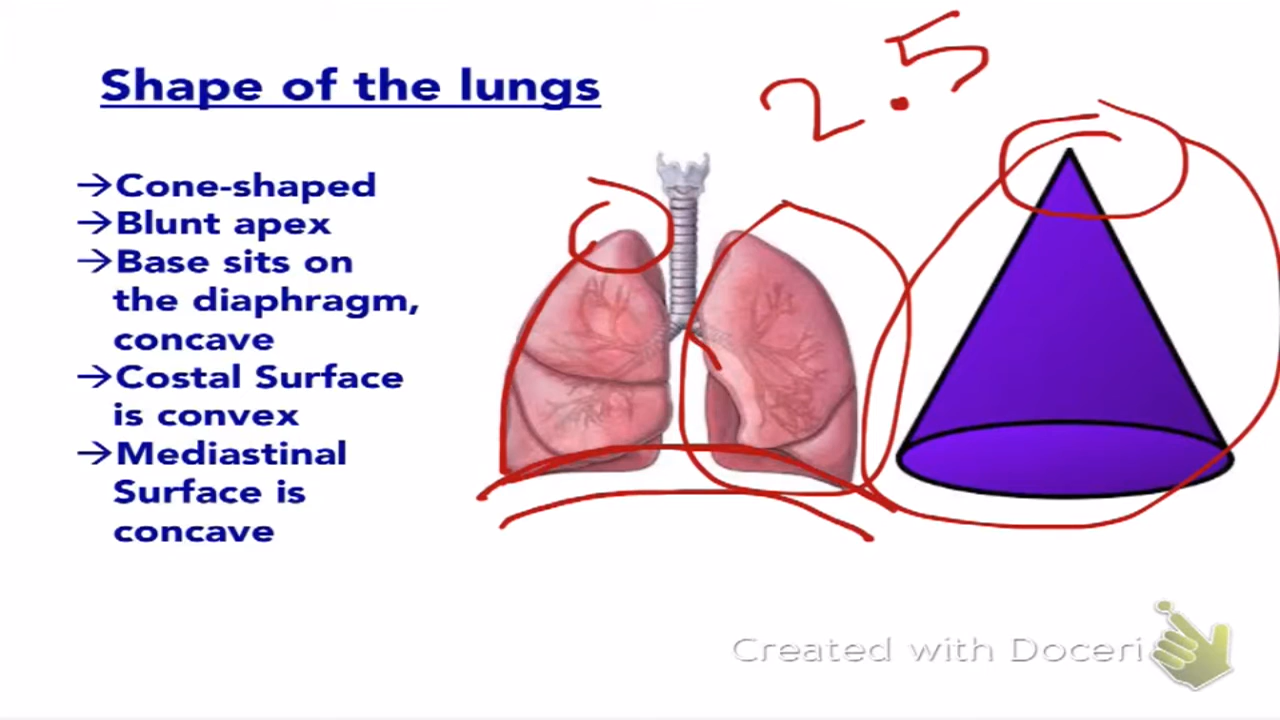 Shape of the lungs
2.5
→Cone-shaped
→Blunt apex
→Base sits on
the diaphragm,
concave
→Costal Surface
is convex
→Mediastinal
Surface is
concave
Created with Doceri